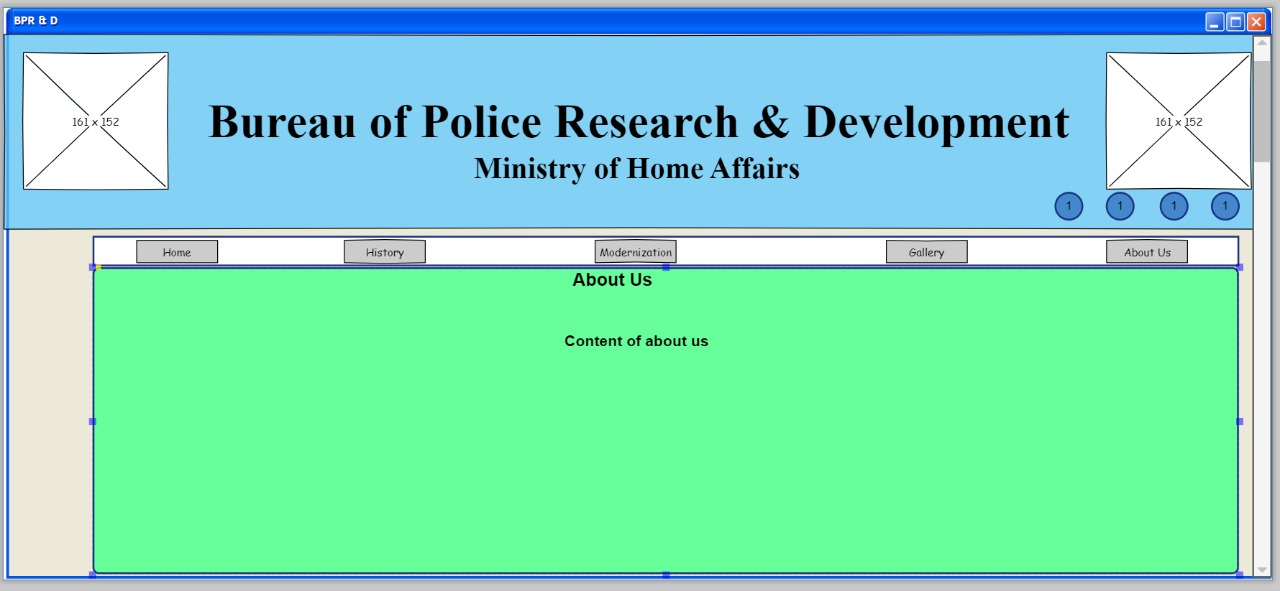 BPR & D
161 x 152
Bureau of Police Research & Development
161 x 152
Ministry of Home Affairs
1 1 1 1
Home History Modernization Gallery About Us
About Us
Content of about us